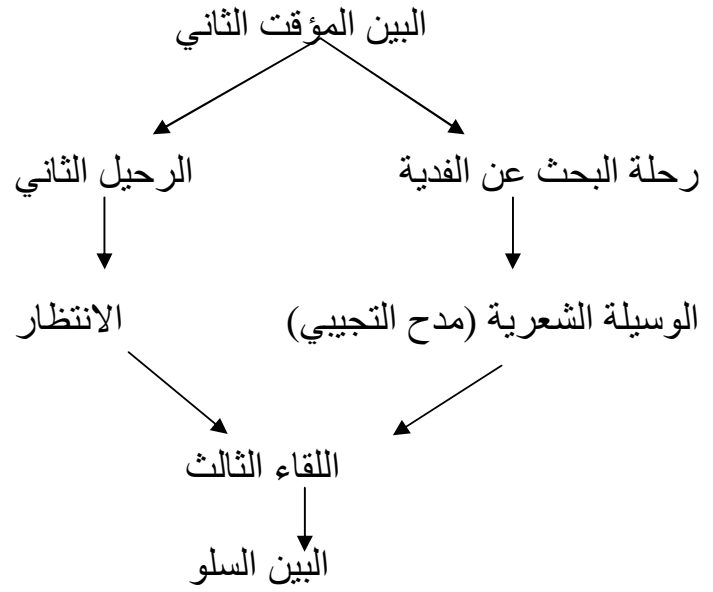 البين المؤقت الثاني
رحلة البحث عن الفدية
الرحيل الثاني
الوسيلة الشعرية (مدح التجيبي)
الانتظار
اللقاء الثالث
البين السلو